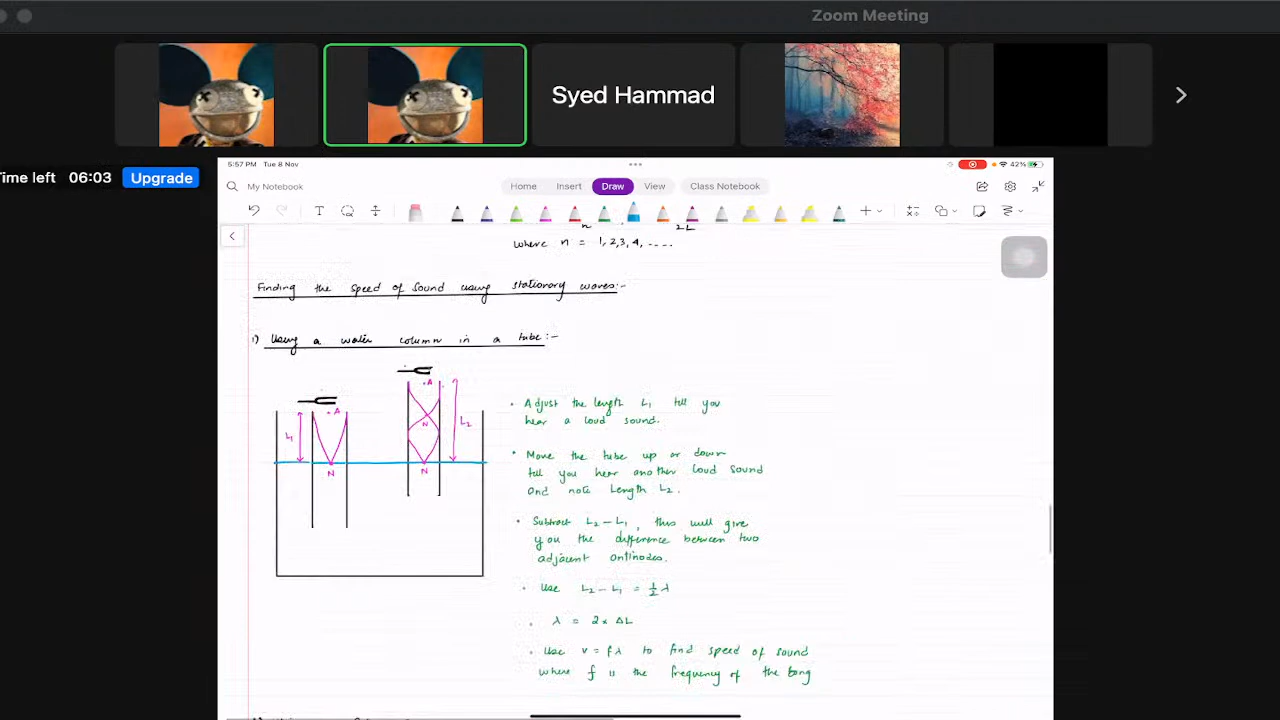 Zoom Meeting
Syed Hammad
Time left 06:03 Upgrade
5:57 PM Tue 8 Nov
42%
My Notebook
Home Insert Draw View Class Notebook
n 2L
where n = 1, 2, 3, 4, ....
Finding the speed of sound using stationary waves:-
1) Using a water column in a tube:-
A
A
L1
L2
N
N
N
• Adjust the length L1 till you
hear a loud sound.
• Move the tube up or down
till you hear another loud sound
and note length L2.
• Subtract L2 - L1, this will give
you the difference between two
adjacent antinodes.
• Use L2 - L1 = 1/2 λ
• λ = 2 x ΔL
• Use v = fλ to find speed of sound
where f is the frequency of the